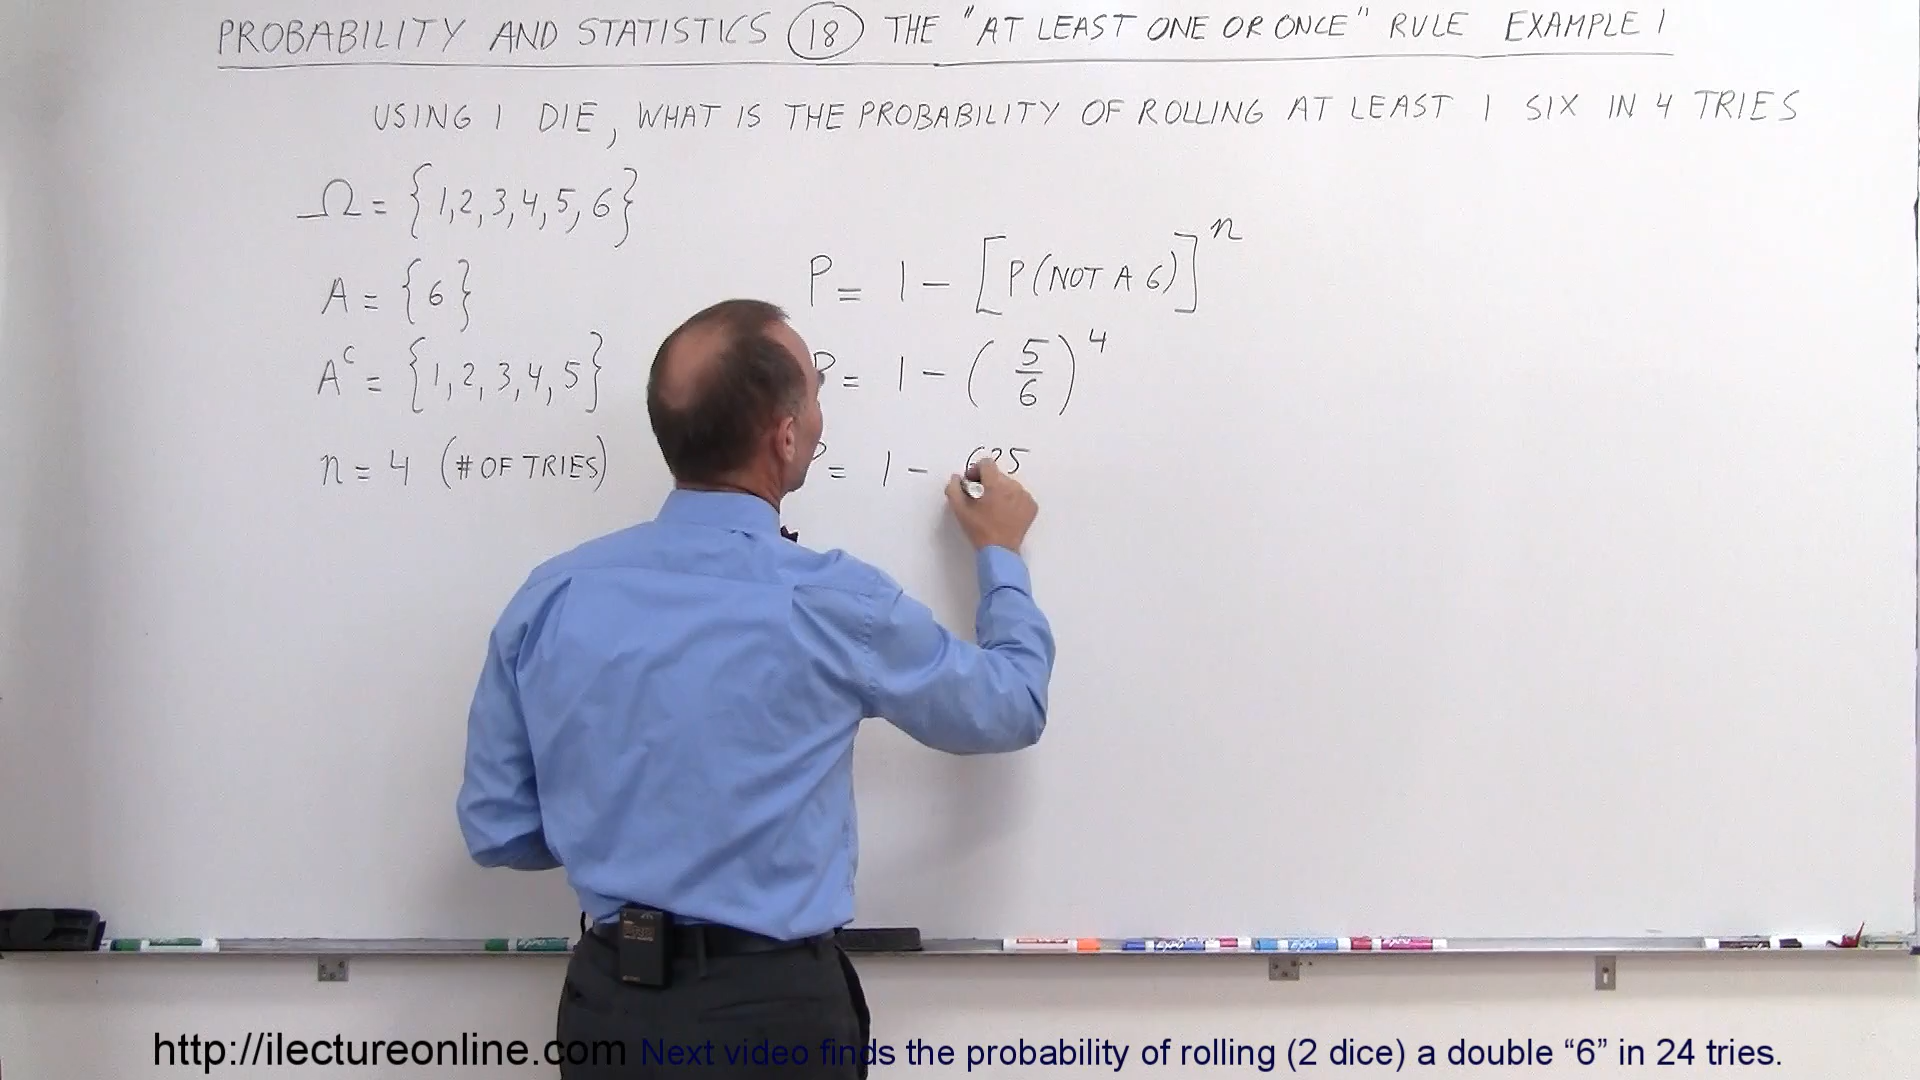 PROBABILITY AND STATISTICS 18 THE "AT LEAST ONE OR ONCE" RULE EXAMPLE 1
USING 1 DIE, WHAT IS THE PROBABILITY OF ROLLING AT LEAST 1 SIX IN 4 TRIES
Ω = {1,2,3,4,5,6}
A = {6}
Aᶜ = {1,2,3,4,5}
n = 4 (# OF TRIES)
P = 1 - [P(NOT A 6)]ⁿ
P = 1 - (5/6)⁴
P = 1 - 625
http://ilectureonline.com Next video finds the probability of rolling (2 dice) a double “6” in 24 tries.